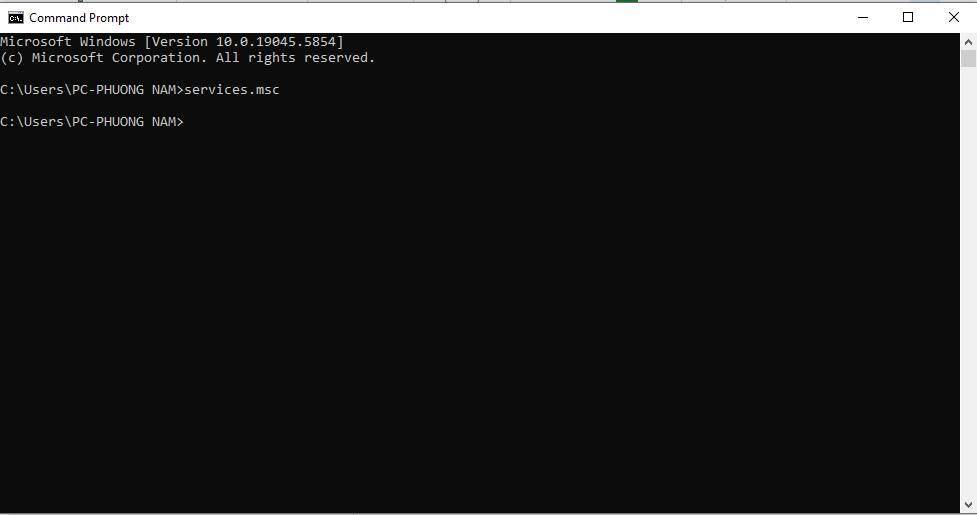 Command Prompt
Microsoft Windows [Version 10.0.19045.5854]
(c) Microsoft Corporation. All rights reserved.
C:\Users\PC-PHUONG NAM>services.msc
C:\Users\PC-PHUONG NAM>